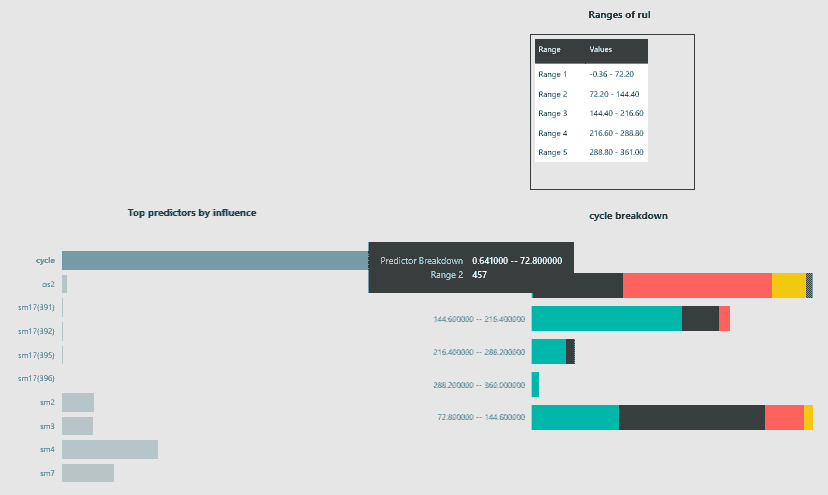 Ranges of rul
Range Values
Range 1 -0.36 - 72.20
Range 2 72.20 - 144.40
Range 3 144.40 - 216.60
Range 4 216.60 - 288.80
Range 5 288.80 - 361.00
Top predictors by influence
cycle
os2
sm17(391)
sm17(392)
sm17(395)
sm17(396)
sm2
sm3
sm4
sm7
cycle breakdown
Predictor Breakdown 0.641000 -- 72.800000
Range 2 457
144.600000 -- 216.400000
216.400000 -- 288.200000
288.200000 -- 360.000000
72.800000 -- 144.600000